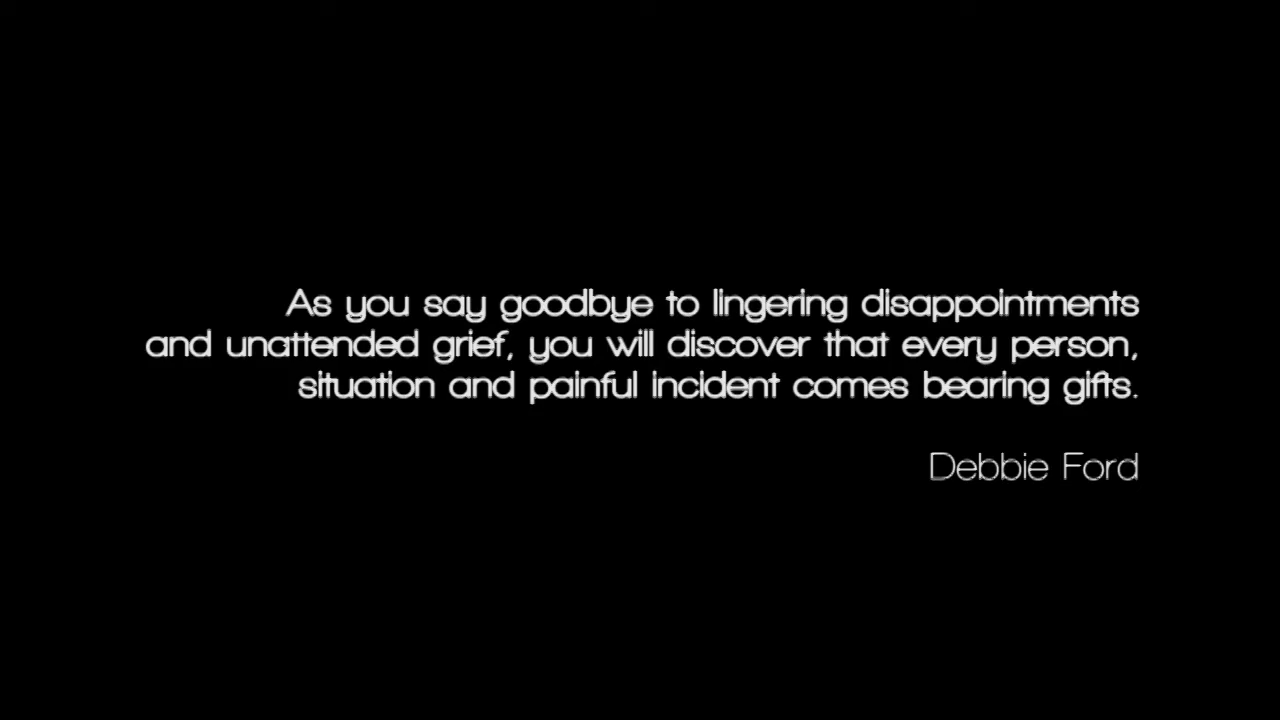 As you say goodbye to lingering disappointments
and unattended grief, you will discover that every person,
situation and painful incident comes bearing gifts.
Debbie Ford